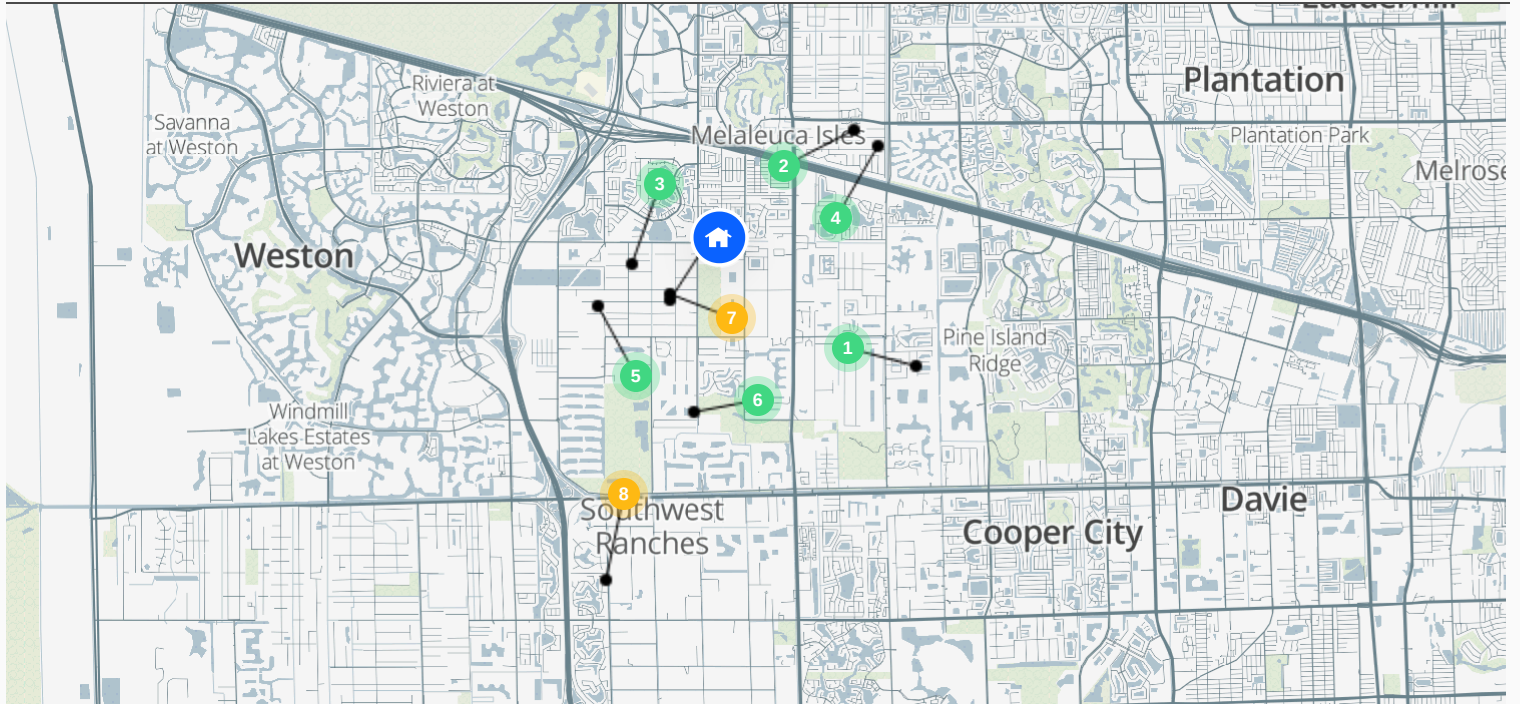 Lauderhill
Plantation
Riviera at
Weston
Savanna
at Weston
Melaleuca Isles
Plantation Park
Melrose
2
3
4
Weston
7
1
Pine Island
Ridge
5
6
Windmill
Lakes Estates
at Weston
8
Southwest
Ranches
Davie
Cooper City